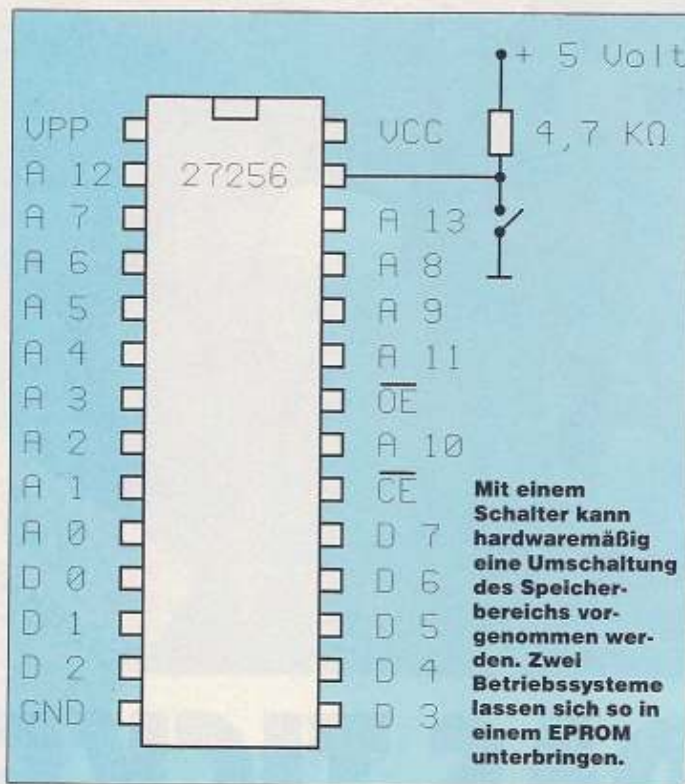 + 5 Volt
4,7 KΩ
27256
VPP
A 12
A 7
A 6
A 5
A 4
A 3
A 2
A 1
A 0
D 0
D 1
D 2
GND
VCC
A 13
A 8
A 9
A 11
O̅E̅
A 10
C̅E̅
D 7
D 6
D 5
D 4
D 3
Mit einem
Schalter kann
hardwaremäßig
eine Umschaltung
des Speicher-
bereichs vor-
genommen wer-
den. Zwei
Betriebssysteme
lassen sich so in
einem EPROM
unterbringen.